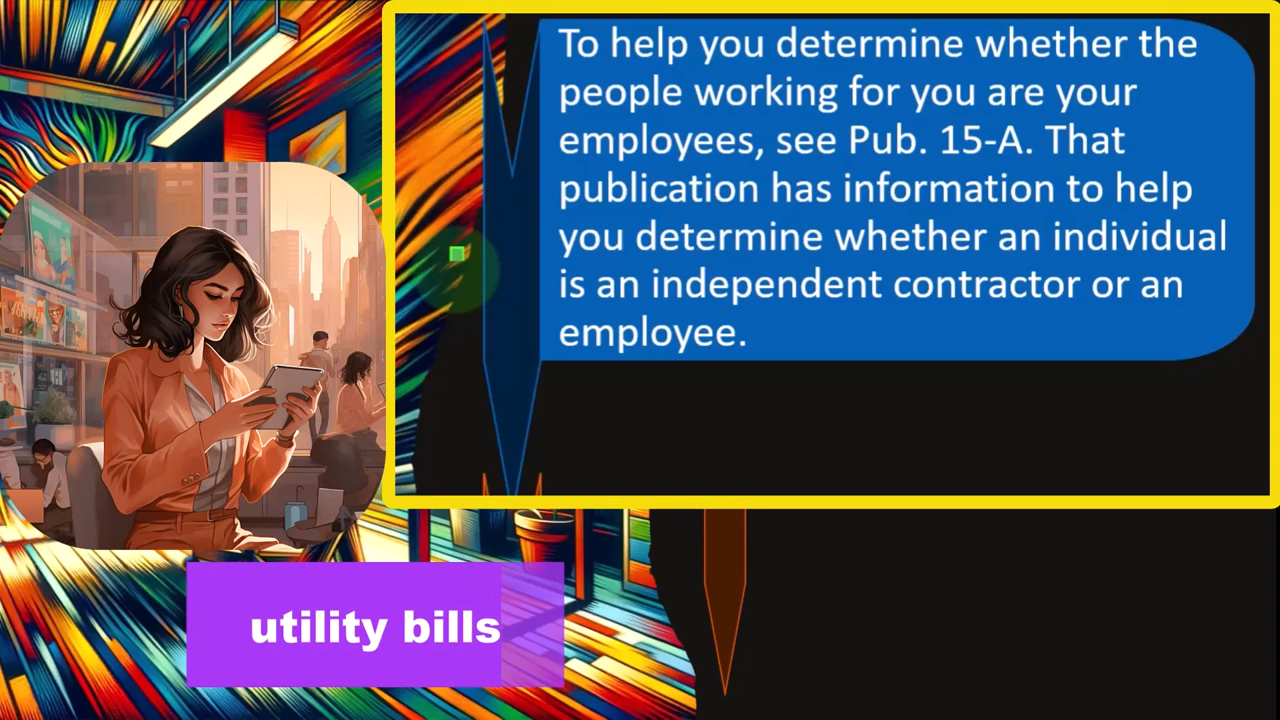 To help you determine whether the
people working for you are your
employees, see Pub. 15-A. That
publication has information to help
you determine whether an individual
is an independent contractor or an
employee.
utility bills